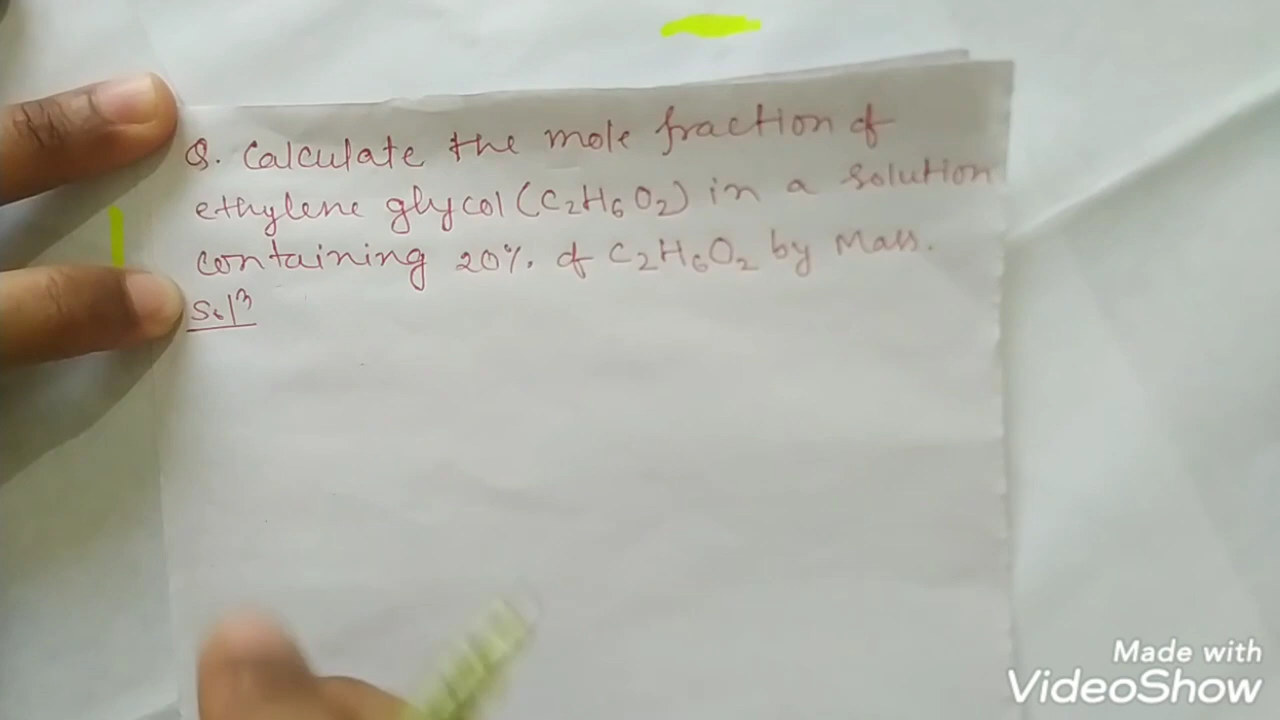 Q. Calculate the mole fraction of
ethylene glycol (C2H6O2) in a solution
containing 20% of C2H6O2 by Mass.
Solⁿ
Made with
VideoShow